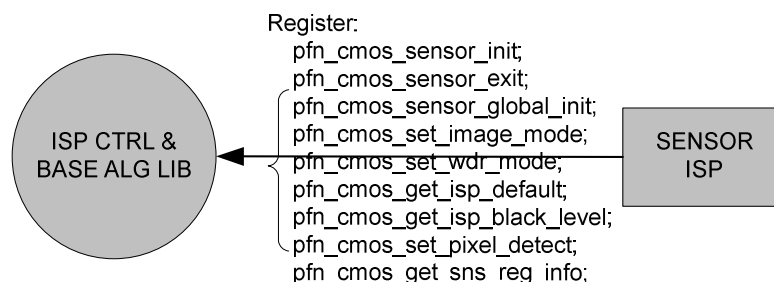 Register:
pfn_cmos_sensor_init;
pfn_cmos_sensor_exit;
pfn_cmos_sensor_global_init;
pfn_cmos_set_image_mode;
pfn_cmos_set_wdr_mode;
pfn_cmos_get_isp_default;
pfn_cmos_get_isp_black_level;
pfn_cmos_set_pixel_detect;
pfn_cmos_get_sns_reg_info;
ISP CTRL &
BASE ALG LIB
SENSOR
ISP